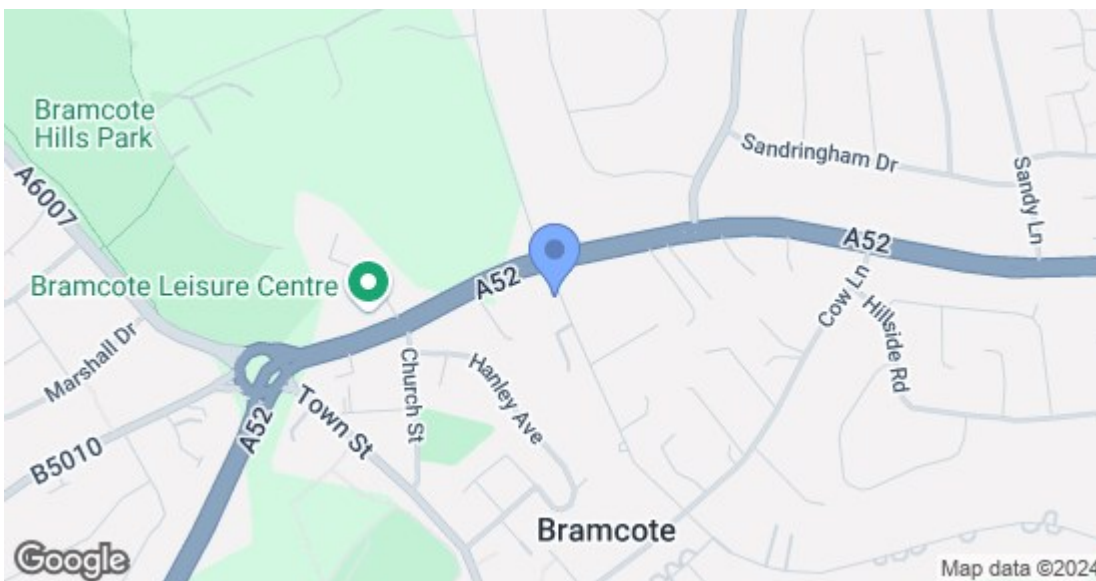 Bramcote
Hills Park
A6007
Sandringham Dr
Sandy Ln
A52
Bramcote Leisure Centre
A52
Cow Ln
Hillside Rd
Marshall Dr
Church St
Hanley Ave
Town St
A52
B5010
Bramcote
Google
Map data ©2024